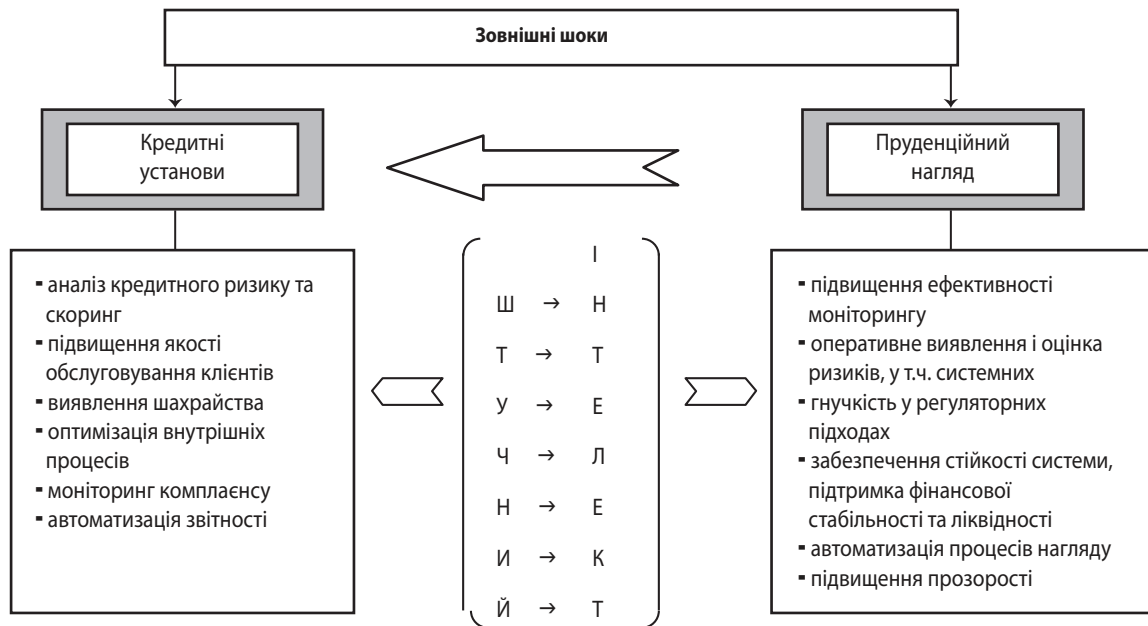 Зовнішні шоки
Кредитні
установи
Пруденційний
нагляд
- аналіз кредитного ризику та
скоринг
- підвищення якості
обслуговування клієнтів
- виявлення шахрайства
- оптимізація внутрішніх
процесів
- моніторинг комплаєнсу
- автоматизація звітності
І
Ш → Н
Т → Т
У → Е
Ч → Л
Н → Е
И → К
Й → Т
- підвищення ефективності
моніторингу
- оперативне виявлення і оцінка
ризиків, у т.ч. системних
- гнучкість у регуляторних
підходах
- забезпечення стійкості системи,
підтримка фінансової
стабільності та ліквідності
- автоматизація процесів нагляду
- підвищення прозорості